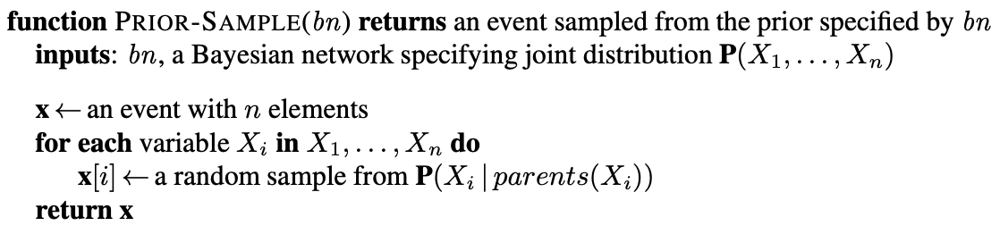 function PRIOR-SAMPLE(bn) returns an event sampled from the prior specified by bn
inputs: bn, a Bayesian network specifying joint distribution P(X₁, . . . , Xₙ)
x ← an event with n elements
for each variable Xᵢ in X₁, . . . , Xₙ do
x[i] ← a random sample from P(Xᵢ | parents(Xᵢ))
return x